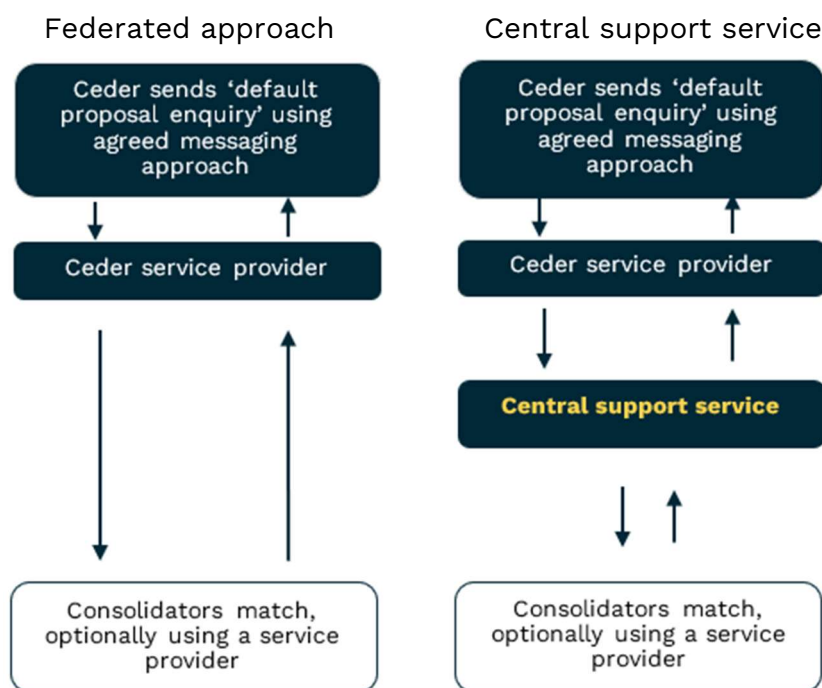 Federated approach
Ceder sends ‘default
proposal enquiry’ using
agreed messaging
approach
Ceder service provider
Consolidators match,
optionally using a service
provider
Central support service
Ceder sends ‘default
proposal enquiry’ using
agreed messaging
approach
Ceder service provider
Central support service
Consolidators match,
optionally using a service
provider